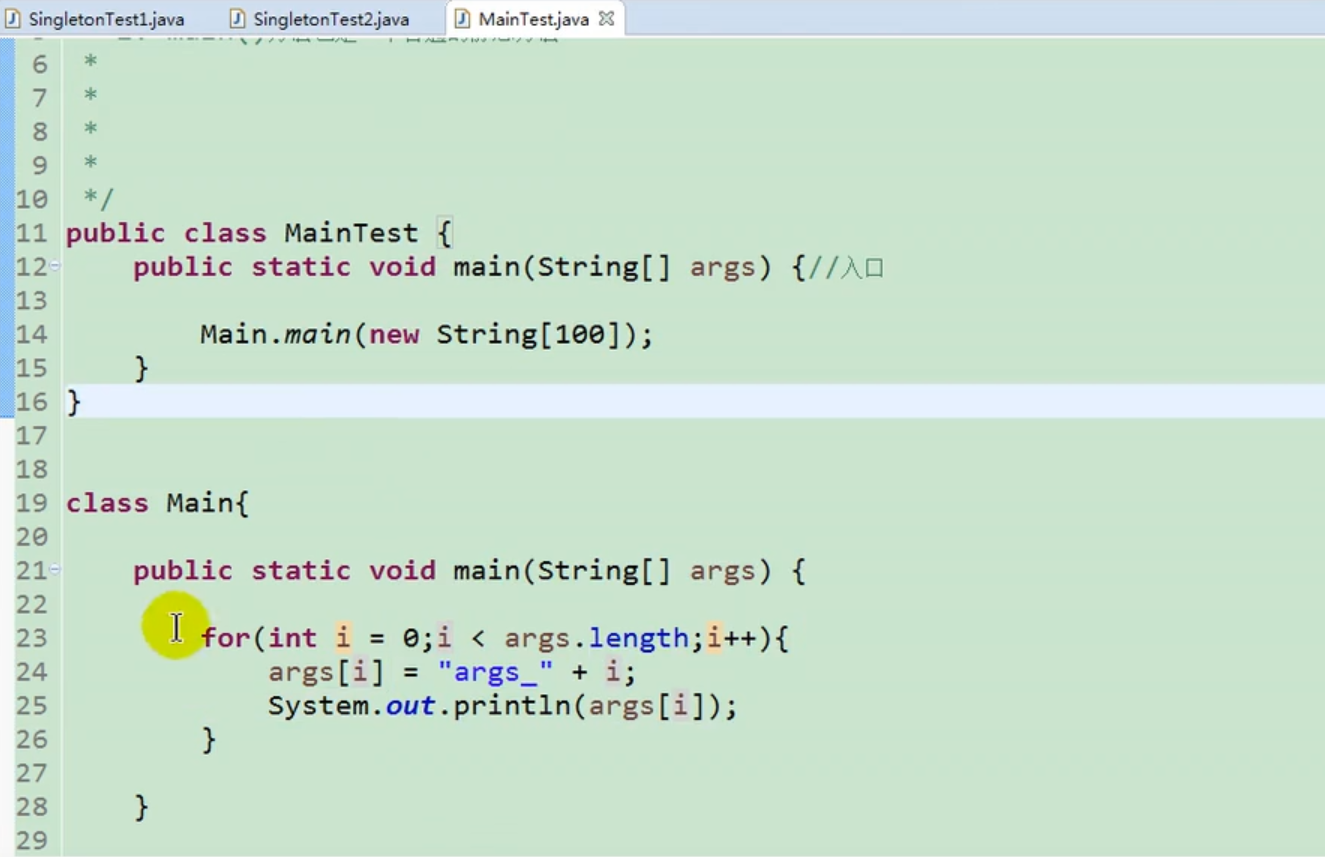 SingletonTest1.java SingletonTest2.java MainTest.java
6 *
7 *
8 *
9 *
10 */
11 public class MainTest {
12 public static void main(String[] args) {//入口
13
14 Main.main(new String[100]);
15 }
16 }
17
18
19 class Main{
20
21 public static void main(String[] args) {
22
23 for(int i = 0;i < args.length;i++){
24 args[i] = "args_" + i;
25 System.out.println(args[i]);
26 }
27
28 }
29